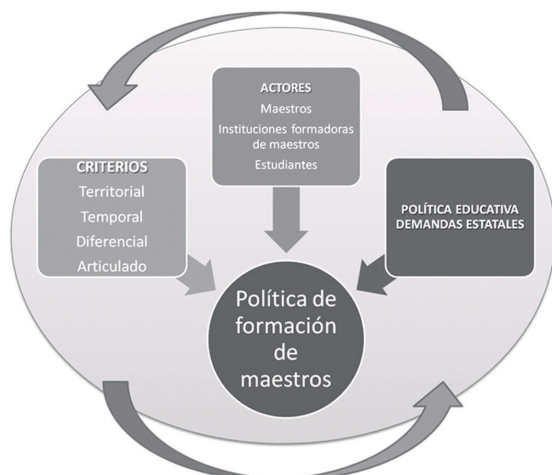 ACTORES
Maestros
Instituciones formadoras
de maestros
Estudiantes
CRITERIOS
Territorial
Temporal
Diferencial
Articulado
POLÍTICA EDUCATIVA
DEMANDAS ESTATALES
Política de
formación
de
maestros